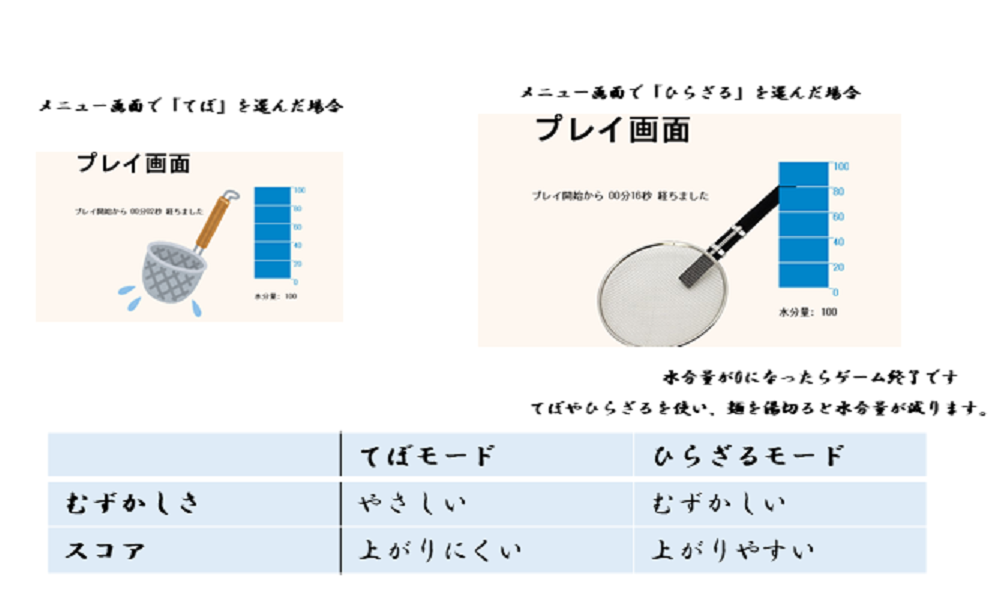 メニュー画面で「てぼ」を選んだ場合
プレイ画面
プレイ開始から 00分02秒 経ちました
100
80
60
40
20
0
水分量: 100
メニュー画面で「ひらざる」を選んだ場合
プレイ画面
プレイ開始から 00分16秒 経ちました
100
80
60
40
20
0
水分量: 100
水分量が0になったらゲーム終了です
てぼやひらざるを使い、麺を湯切ると水分量が減ります。
てぼモード ひらざるモード
むずかしさ やさしい むずかしい
スコア 上がりにくい 上がりやすい